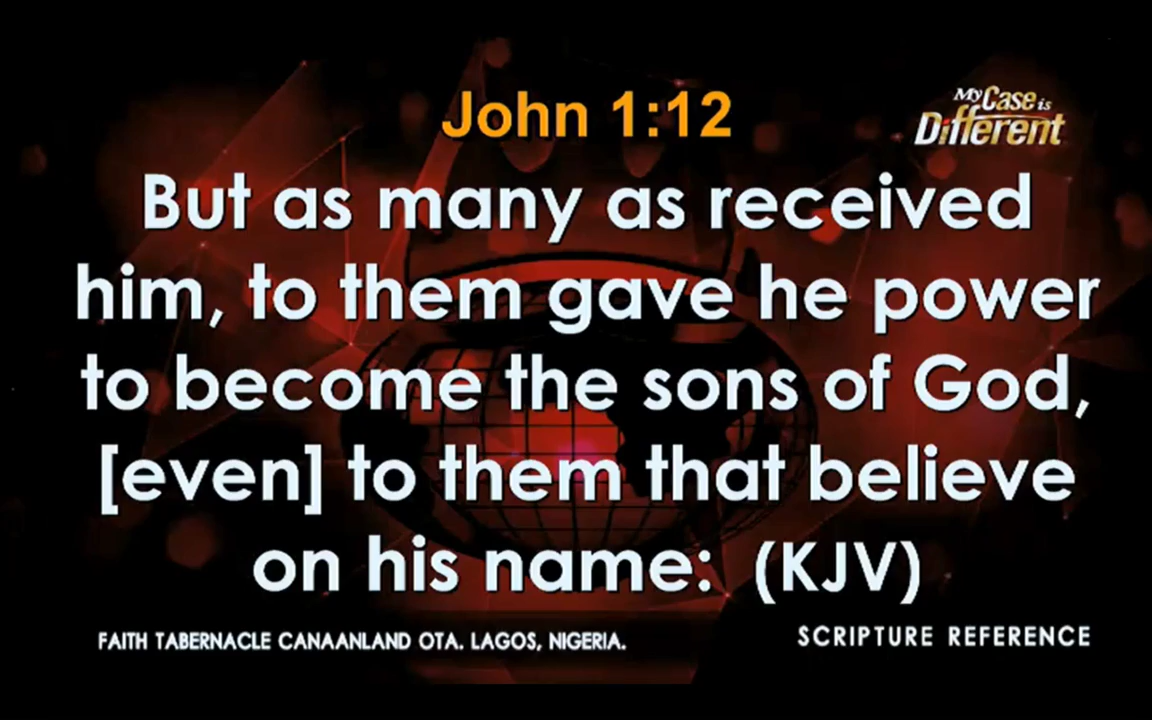 John 1:12
My Case is
Different
But as many as received
him, to them gave he power
to become the sons of God,
[even] to them that believe
on his name: (KJV)
FAITH TABERNACLE CANAANLAND OTA. LAGOS, NIGERIA.
SCRIPTURE REFERENCE